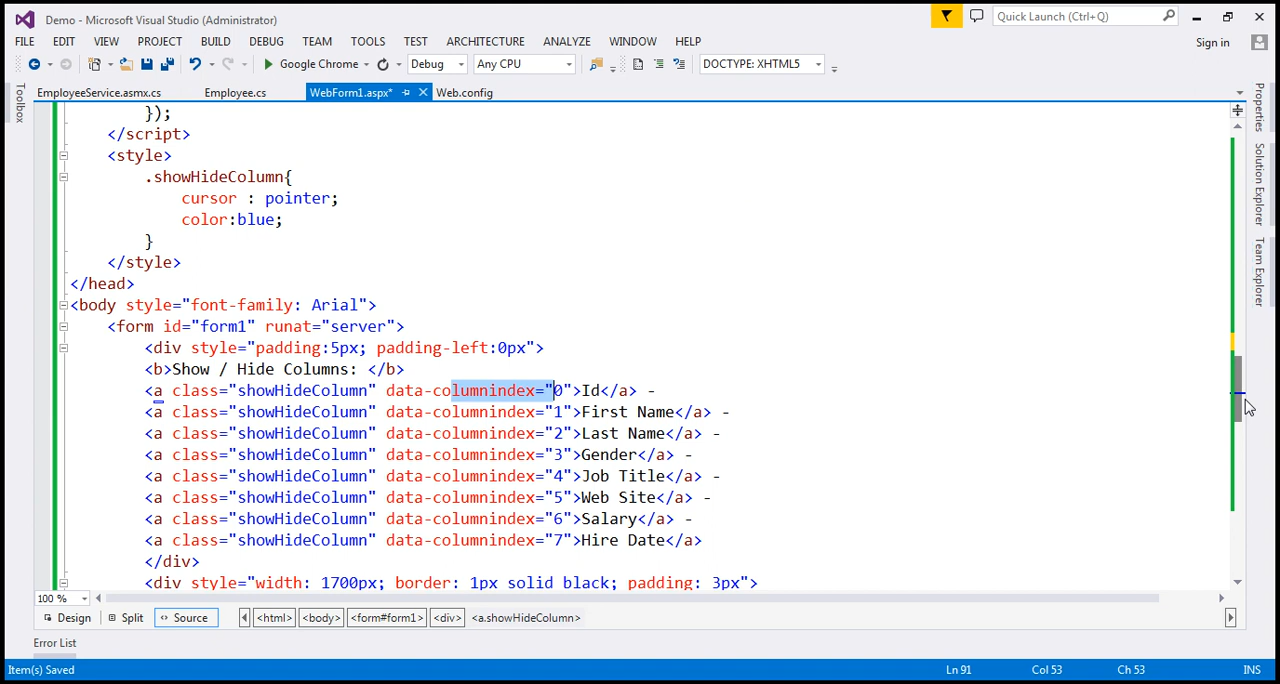 Demo - Microsoft Visual Studio (Administrator)
Quick Launch (Ctrl+Q)
FILE EDIT VIEW PROJECT BUILD DEBUG TEAM TOOLS TEST ARCHITECTURE ANALYZE WINDOW HELP
Sign in
Google Chrome Debug Any CPU DOCTYPE: XHTML5
EmployeeService.asmx.cs Employee.cs WebForm1.aspx* Web.config
Toolbox
Properties
Solution Explorer
Team Explorer
});
</script>
<style>
.showHideColumn{
cursor : pointer;
color:blue;
}
</style>
</head>
<body style="font-family: Arial">
<form id="form1" runat="server">
<div style="padding:5px; padding-left:0px">
<b>Show / Hide Columns: </b>
<a class="showHideColumn" data-columnindex="0">Id</a> -
<a class="showHideColumn" data-columnindex="1">First Name</a> -
<a class="showHideColumn" data-columnindex="2">Last Name</a> -
<a class="showHideColumn" data-columnindex="3">Gender</a> -
<a class="showHideColumn" data-columnindex="4">Job Title</a> -
<a class="showHideColumn" data-columnindex="5">Web Site</a> -
<a class="showHideColumn" data-columnindex="6">Salary</a> -
<a class="showHideColumn" data-columnindex="7">Hire Date</a>
</div>
<div style="width: 1700px; border: 1px solid black; padding: 3px">
100 %
Design Split Source <html> <body> <form#form1> <div> <a.showHideColumn>
Error List
Item(s) Saved Ln 91 Col 53 Ch 53 INS